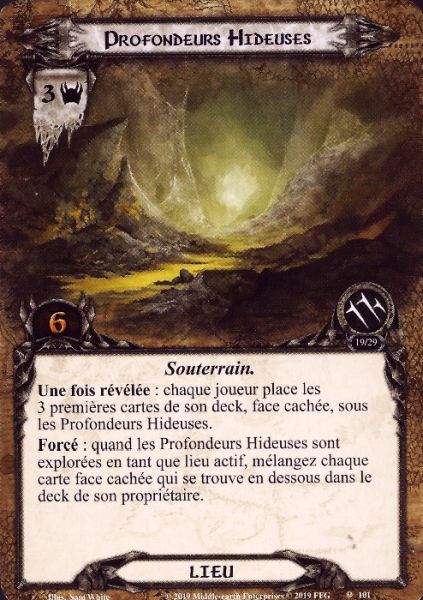 Profondeurs Hideuses
3
6
19/29
Souterrain.
Une fois révélée : chaque joueur place les
3 premières cartes de son deck, face cachée, sous
les Profondeurs Hideuses.
Forcé : quand les Profondeurs Hideuses sont
explorées en tant que lieu actif, mélangez chaque
carte face cachée qui se trouve en dessous dans le
deck de son propriétaire.
LIEU
Illus. Sam White © 2019 Middle-earth Enterprises © 2019 FFG 101